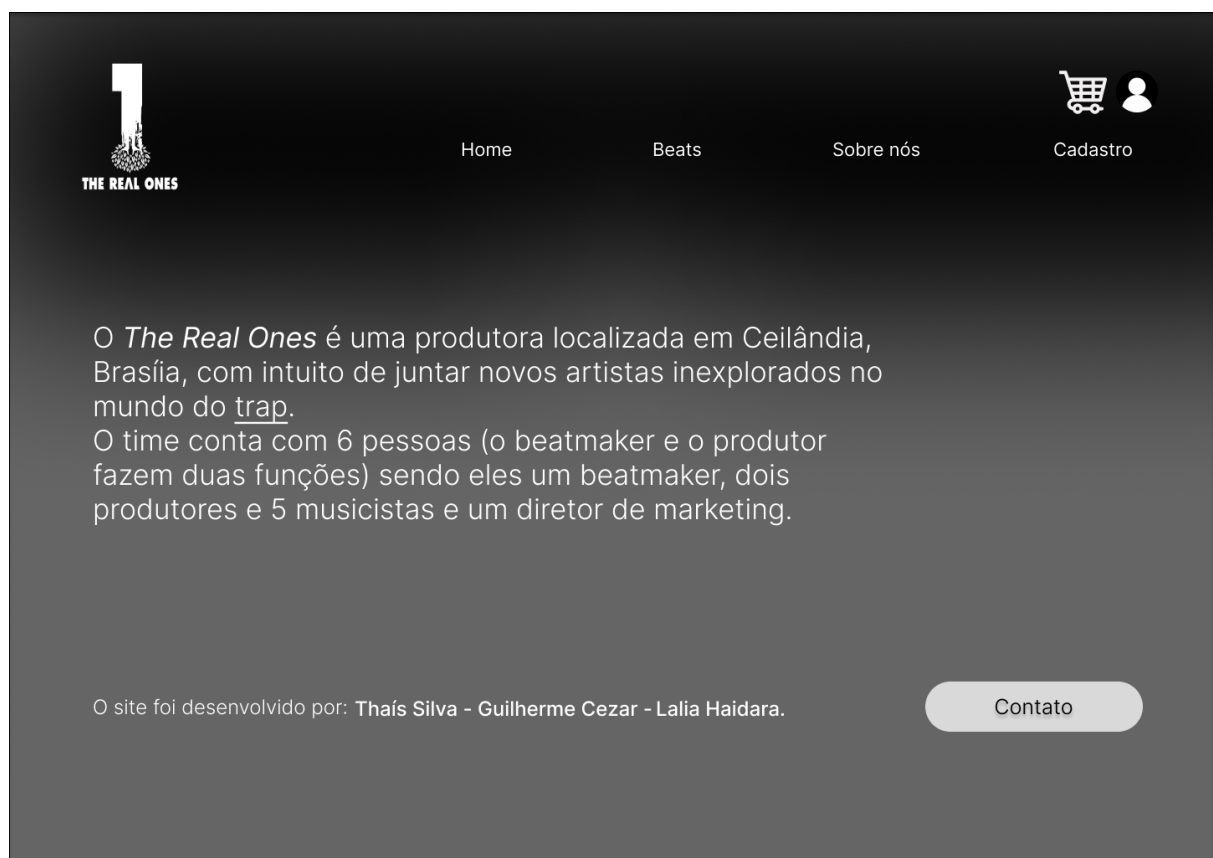 THE REAL ONES
Home Beats Sobre nós Cadastro
O The Real Ones é uma produtora localizada em Ceilândia,
Brasíia, com intuito de juntar novos artistas inexplorados no
mundo do trap.
O time conta com 6 pessoas (o beatmaker e o produtor
fazem duas funções) sendo eles um beatmaker, dois
produtores e 5 musicistas e um diretor de marketing.
O site foi desenvolvido por: Thaís Silva - Guilherme Cezar - Lalia Haidara.
Contato